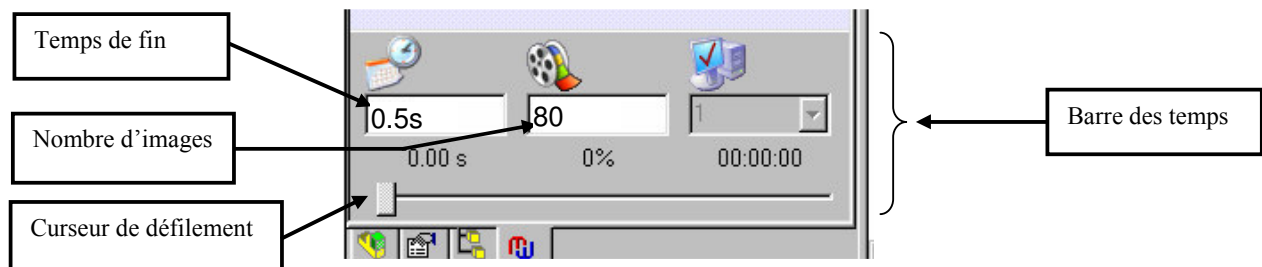 Temps de fin
0.5s
80
1
Nombre d’images
Barre des temps
0.00 s
0%
00:00:00
Curseur de défilement